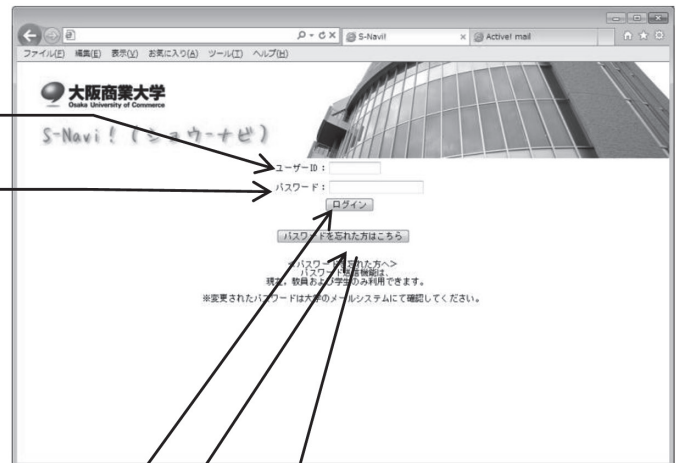 S-Navi!
Active! mail
ファイル(F) 編集(E) 表示(V) お気に入り(A) ツール(T) ヘルプ(H)
大阪商業大学
Osaka University of Commerce
S-Navi! (ショウーナビ)
ユーザーID:
パスワード:
ログイン
パスワードを忘れた方はこちら
<パスワードを忘れた方へ>
パスワード送信機能は、
現在、教員および学生のみ利用できます。
※変更されたパスワードは大学のメールシステムにて確認してください。